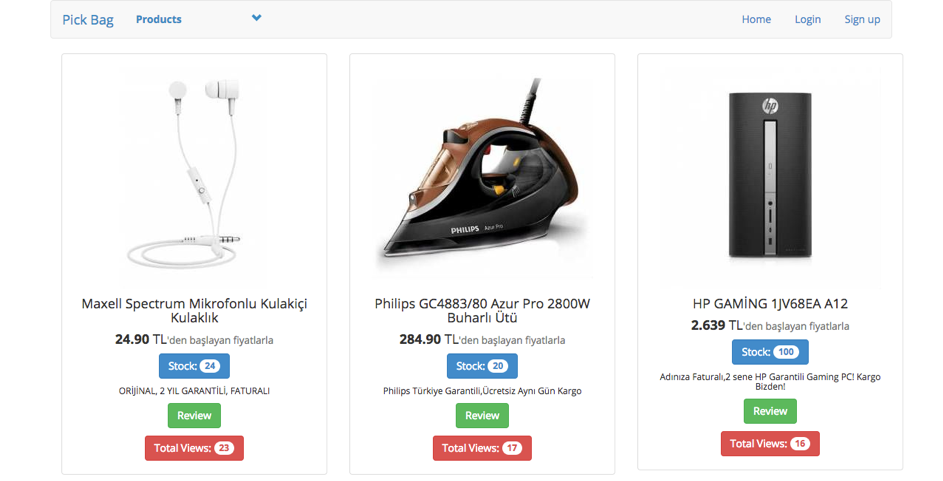 Pick Bag Products Home Login Sign up
hp
PHILIPS Azur Pro
Maxell Spectrum Mikrofonlu Kulakiçi
Kulaklık
24.90 TL'den başlayan fiyatlarla
Stock: 24
ORİJİNAL, 2 YIL GARANTİLİ, FATURALI
Review
Total Views: 23
Philips GC4883/80 Azur Pro 2800W
Buharlı Ütü
284.90 TL'den başlayan fiyatlarla
Stock: 20
Philips Türkiye Garantili,Ücretsiz Aynı Gün Kargo
Review
Total Views: 17
HP GAMİNG 1JV68EA A12
2.639 TL'den başlayan fiyatlarla
Stock: 100
Adınıza Faturalı,2 sene HP Garantili Gaming PC! Kargo
Bizden!
Review
Total Views: 16